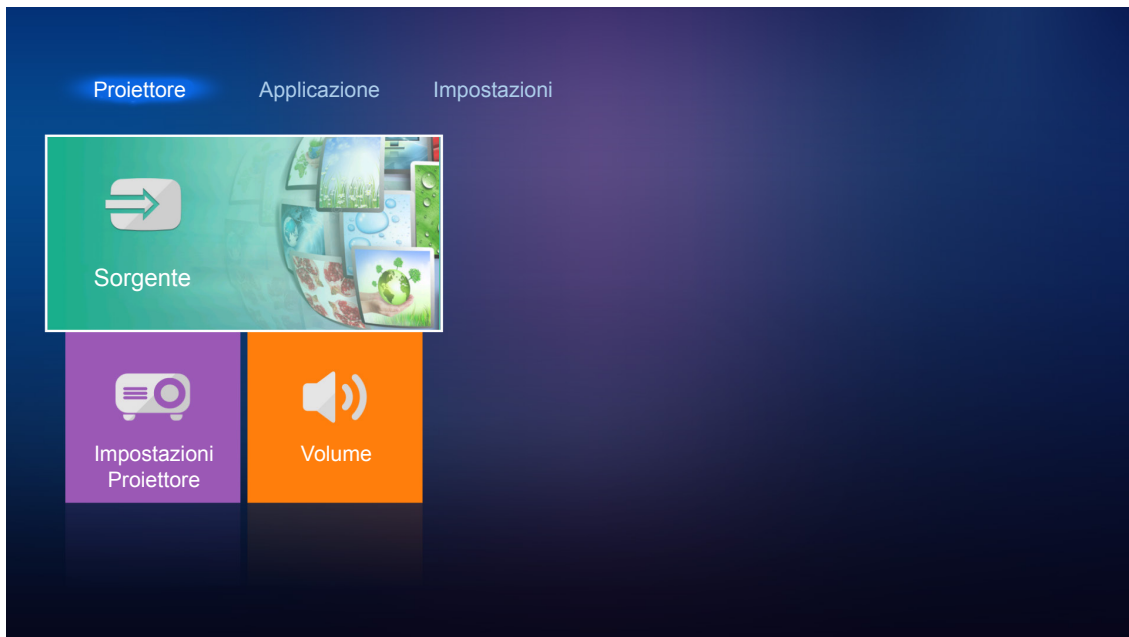 Proiettore Applicazione Impostazioni
Sorgente
Impostazioni
Proiettore
Volume